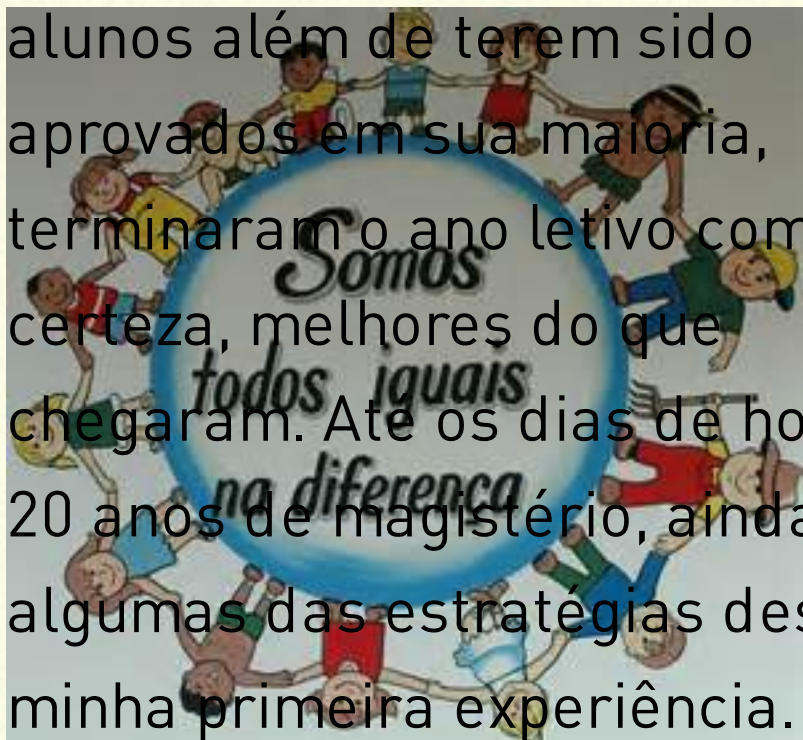 alunos além de terem sido
aprovados em sua maioria,
terminaram o ano letivo com
certeza, melhores do que
chegaram. Até os dias de
20 anos de magistério, ainda
algumas das estratégias
minha primeira experiência.
Somos
todos iguais
na diferença